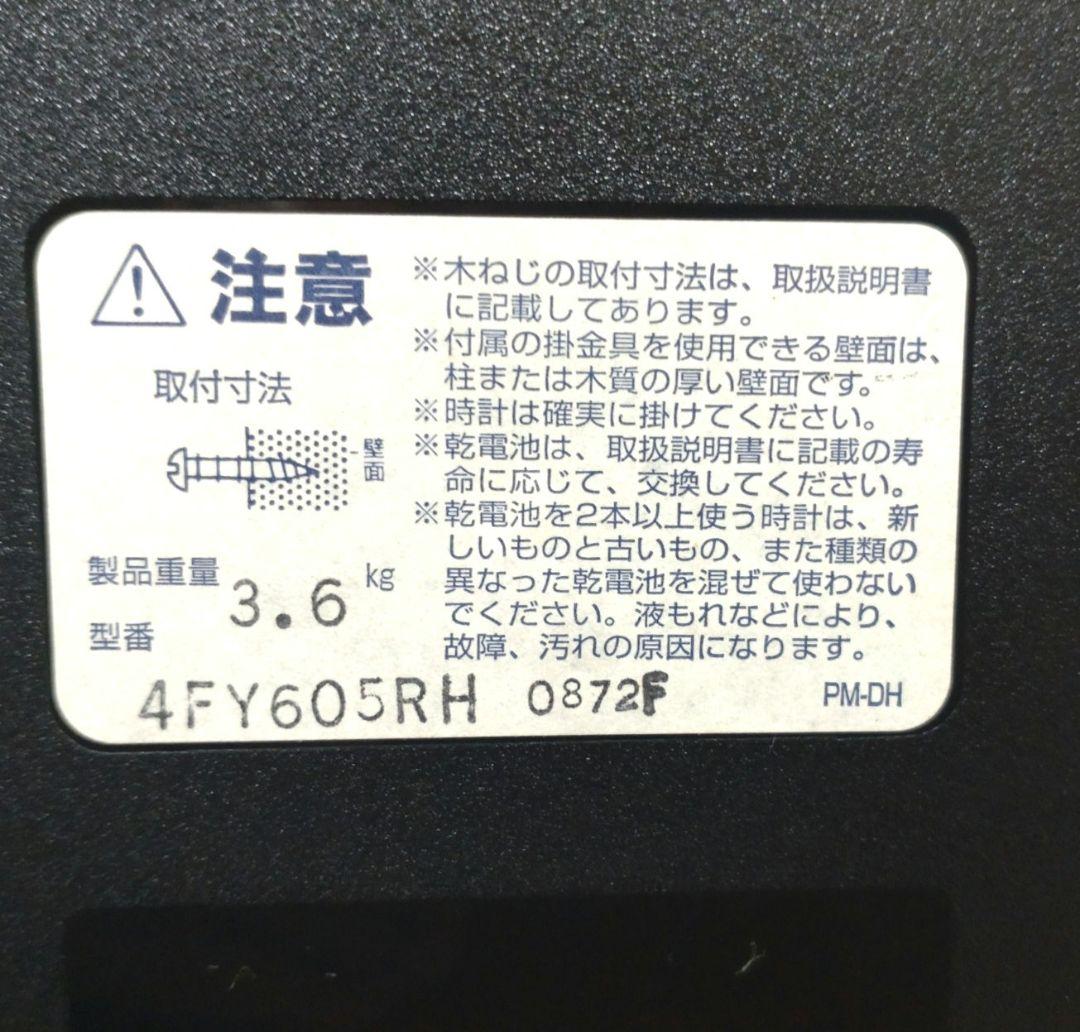 注意
取付寸法
壁面
製品重量 3.6 kg
型番
4FY605RH 0872F
※木ねじの取付寸法は、取扱説明書
に記載してあります。
※付属の掛金具を使用できる壁面は、
柱または木質の厚い壁面です。
※時計は確実に掛けてください。
※乾電池は、取扱説明書に記載の寿
命に応じて、交換してください。
※乾電池を2本以上使う時計は、新
しいものと古いもの、また種類の
異なった乾電池を混ぜて使わない
でください。液もれなどにより、
故障、汚れの原因になります。
PM-DH